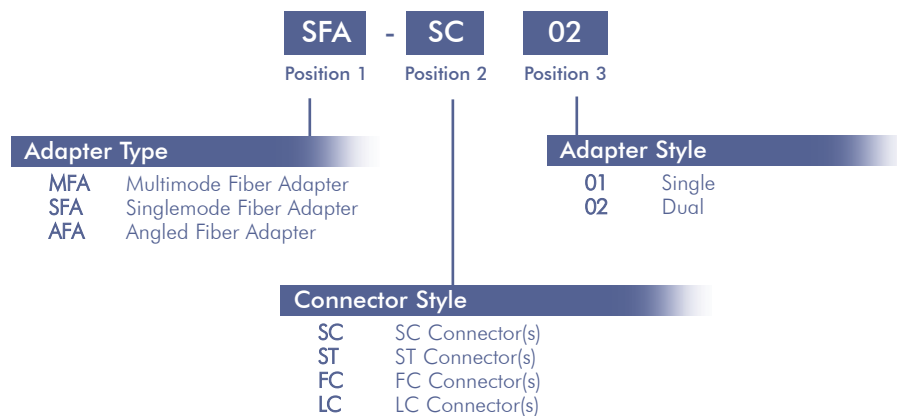 SFA - SC 02
Position 1 Position 2 Position 3
Adapter Type
MFA Multimode Fiber Adapter
SFA Singlemode Fiber Adapter
AFA Angled Fiber Adapter
Adapter Style
01 Single
02 Dual
Connector Style
SC SC Connector(s)
ST ST Connector(s)
FC FC Connector(s)
LC LC Connector(s)